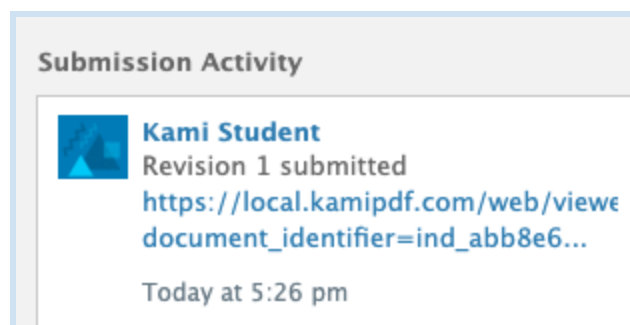 Submission Activity
Kami Student
Revision 1 submitted
https://local.kamipdf.com/web/viewe
document_identifier=ind_abb8e6...
Today at 5:26 pm